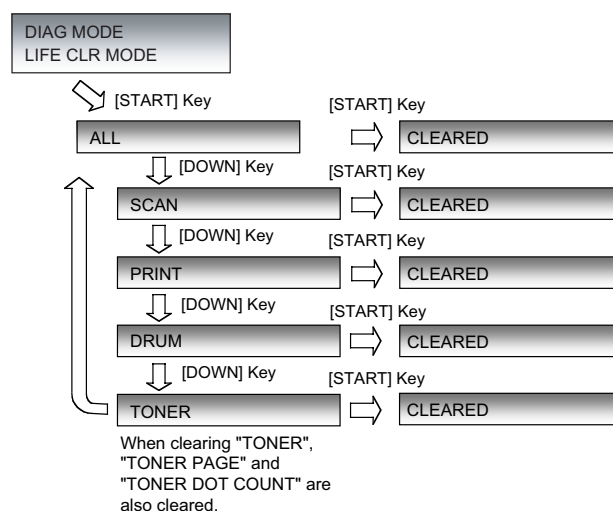 DIAG MODE
LIFE CLR MODE
[START] Key
[START] Key
ALL
CLEARED
[DOWN] Key
[START] Key
SCAN
CLEARED
[DOWN] Key
[START] Key
PRINT
CLEARED
[DOWN] Key
[START] Key
DRUM
CLEARED
[DOWN] Key
[START] Key
TONER
CLEARED
When clearing "TONER",
"TONER PAGE" and
"TONER DOT COUNT" are
also cleared.